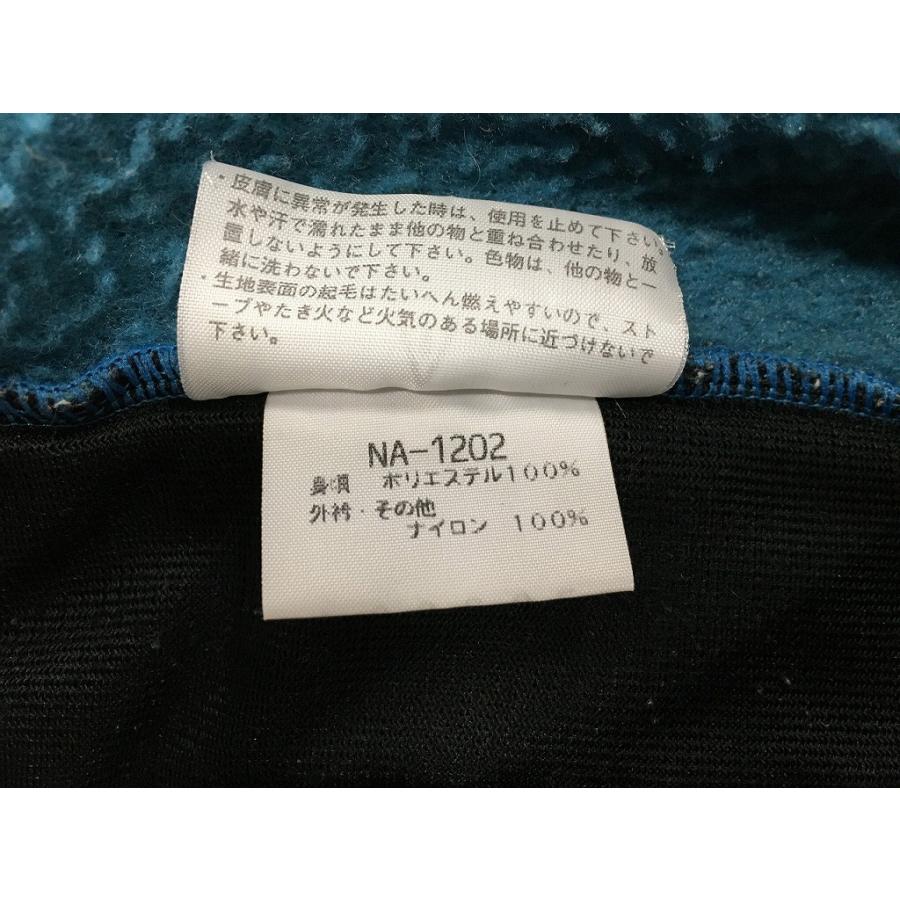 ・皮膚に異常が発生した時は、使用を止めて下さい。
水や汗で濡れたまま他の物と重ね合わせたり、放
置しないようにして下さい。色物は、他の物と一
緒に洗わないで下さい。
・生地表面の起毛はたいへん燃えやすいので、スト
ーブやたき火など火気のある場所に近づけないで
下さい。
NA-1202
身頃 ポリエステル100%
外衿・その他
ナイロン 100%